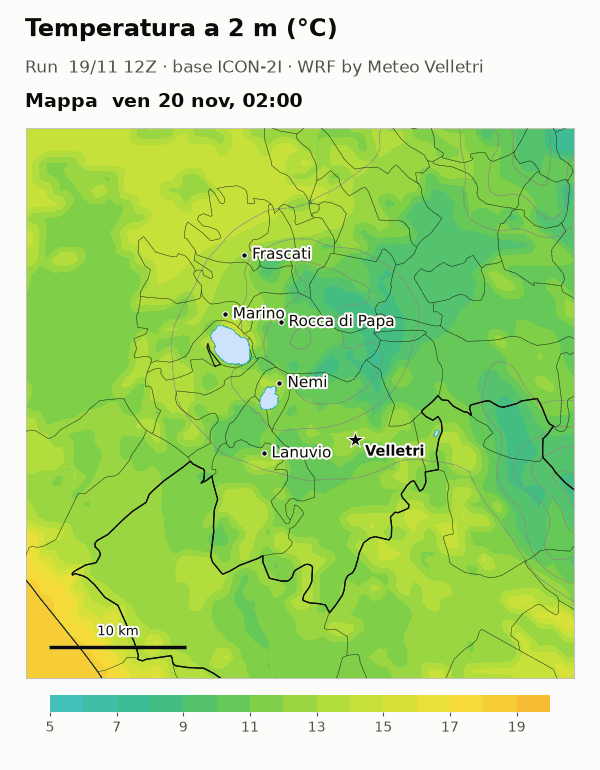 Temperatura a 2 m (°C)
Run 19/11 12Z · base ICON-2I · WRF by Meteo Velletri
Mappa ven 20 nov, 02:00
Frascati
Marino
Rocca di Papa
Nemi
Velletri
Lanuvio
10 km
5 7 9 11 13 15 17 19